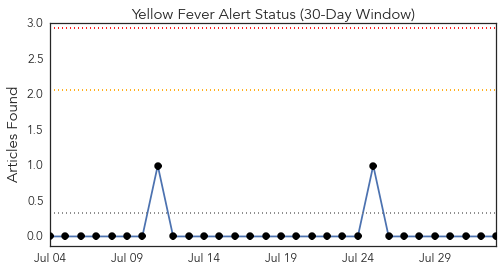 Yellow Fever Alert Status (30-Day Window)
Articles Found
3.0
2.5
2.0
1.5
1.0
0.5
0.0
Jul 04 Jul 09 Jul 14 Jul 19 Jul 24 Jul 29